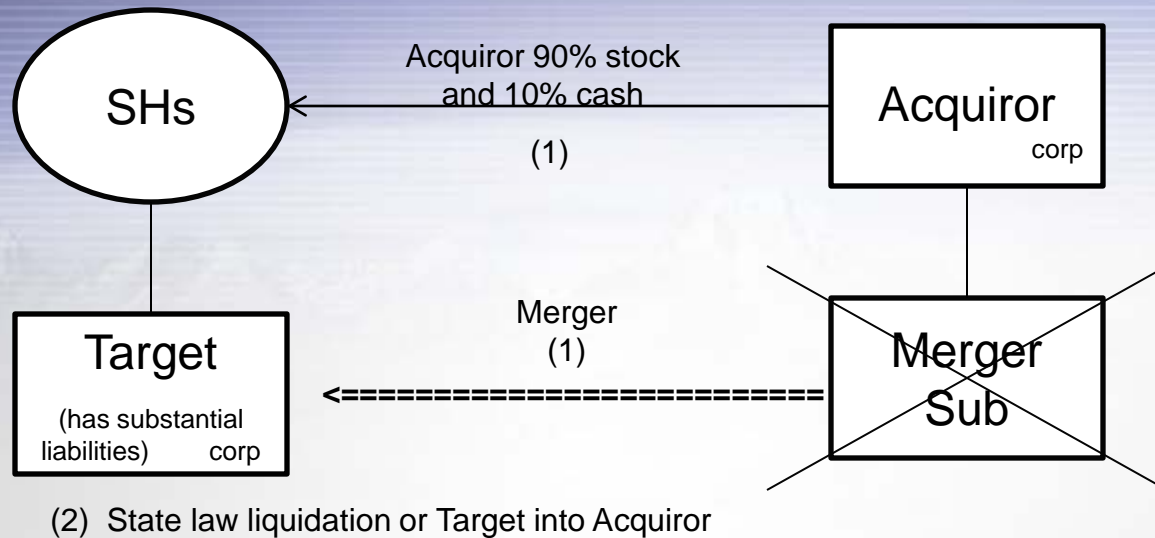 SHs
Acquiror 90% stock
and 10% cash
(1)
Acquiror
corp
Target
(has substantial
liabilities) corp
Merger
(1)
<======================
Merger
Sub
(2) State law liquidation or Target into Acquiror